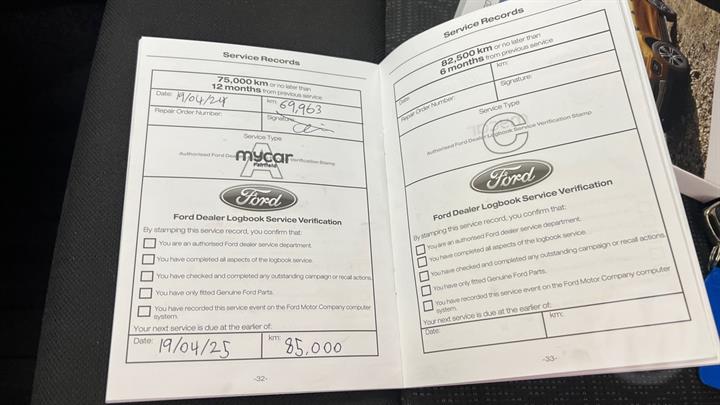 Service Records
75,000 km or no later than
12 months from previous service
Date: 19/04/24
km: 69,963
Repair Order Number:
Signature:
Service Type
A
Authorised Ford Dealer Verification Stamp
mycar
Fairfield
Ford
Ford Dealer Logbook Service Verification
By stamping this service record, you confirm that:
You are an authorised Ford dealer service department.
You have completed all aspects of the logbook service.
You have checked and completed any outstanding campaign or recall actions.
You have only fitted Genuine Ford Parts.
You have recorded this service event on the Ford Motor Company computer
system.
Your next service is due at the earlier of:
Date: 19/04/25
km: 85,000
-32-
Service Records
82,500 km or no later than
6 months from previous service
Date:
km:
Repair Order Number:
Signature:
Service Type
C
Authorised Ford Dealer Logbook Service Verification Stamp
Ford
Ford Dealer Logbook Service Verification
By stamping this service record, you confirm that:
You are an authorised Ford dealer service department.
You have completed all aspects of the logbook service.
You have checked and completed any outstanding campaign or recall actions.
You have only fitted Genuine Ford Parts.
You have recorded this service event on the Ford Motor Company computer
system.
Your next service is due at the earlier of:
Date:
km:
-33-